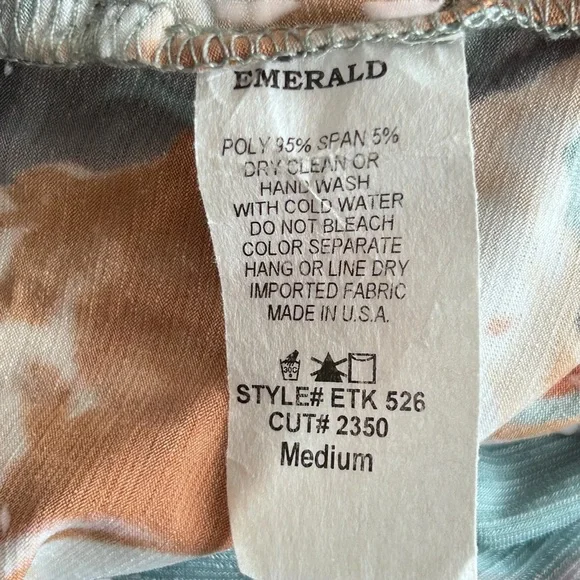 EMERALD
POLY 95% SPAN 5%
DRY CLEAN OR
HAND WASH
WITH COLD WATER
DO NOT BLEACH
COLOR SEPARATE
HANG OR LINE DRY
IMPORTED FABRIC
MADE IN U.S.A.
30C
STYLE# ETK 526
CUT# 2350
Medium